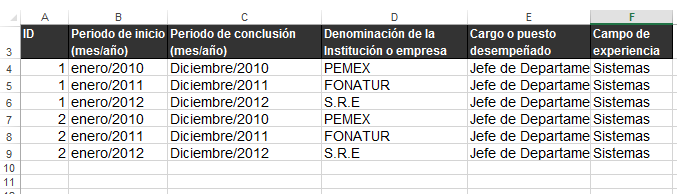 A B C D E F
3 ID Periodo de inicio (mes/año) Periodo de conclusión (mes/año) Denominación de la Institución o empresa Cargo o puesto desempeñado Campo de experiencia
4 1 enero/2010 Diciembre/2010 PEMEX Jefe de Departame Sistemas
5 1 enero/2011 Diciembre/2011 FONATUR Jefe de Departame Sistemas
6 1 enero/2012 Diciembre/2012 S.R.E Jefe de Departame Sistemas
7 2 enero/2010 Diciembre/2010 PEMEX Jefe de Departame Sistemas
8 2 enero/2011 Diciembre/2011 FONATUR Jefe de Departame Sistemas
9 2 enero/2012 Diciembre/2012 S.R.E Jefe de Departame Sistemas
10
11